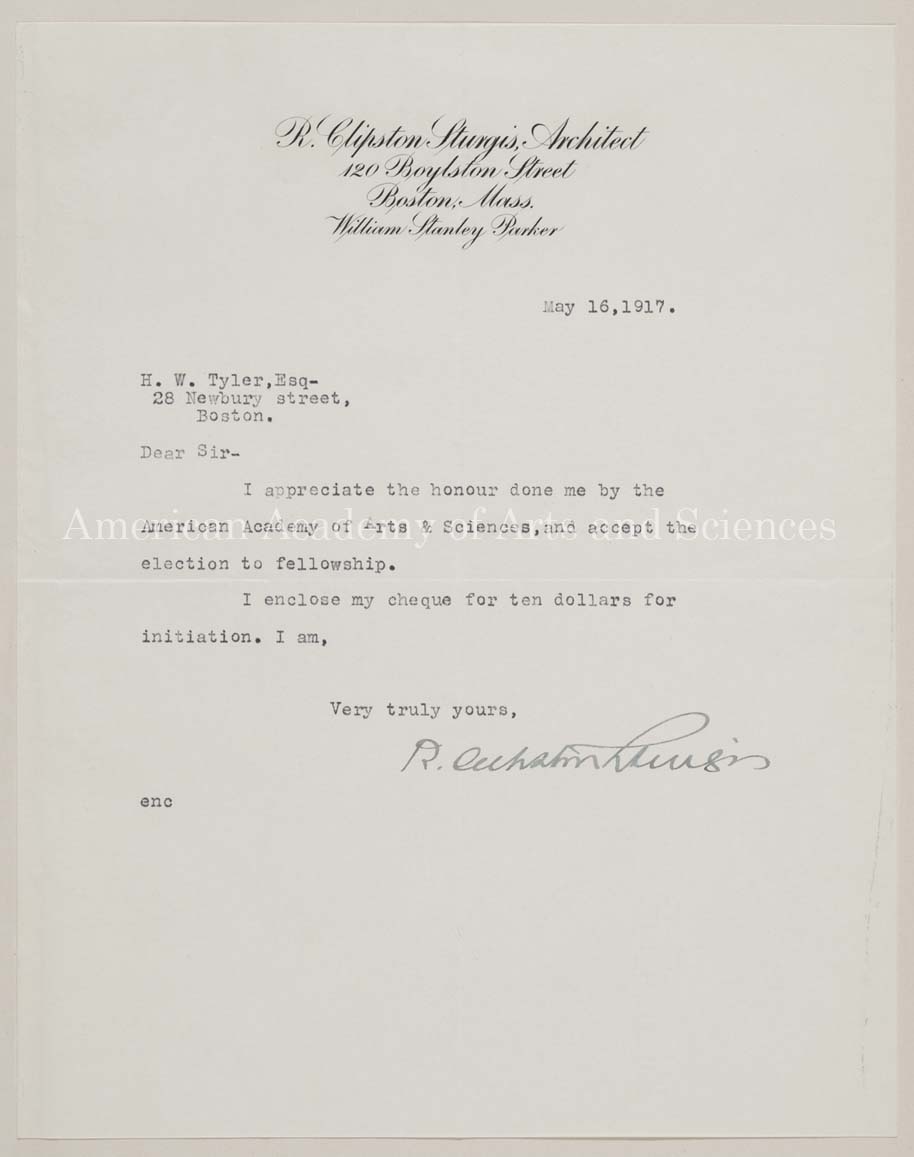 R. Clipston Sturgis, Architect
120 Boylston Street
Boston, Mass.
William Stanley Parker
May 16,1917.
H. W. Tyler,Esq-
28 Newbury street,
Boston.
Dear Sir-
I appreciate the honour done me by the
American Academy of Arts & Sciences,and accept the
American Academy of Arts and Sciences
election to fellowship.
I enclose my cheque for ten dollars for
initiation. I am,
Very truly yours,
R. Clipston Sturgis
enc